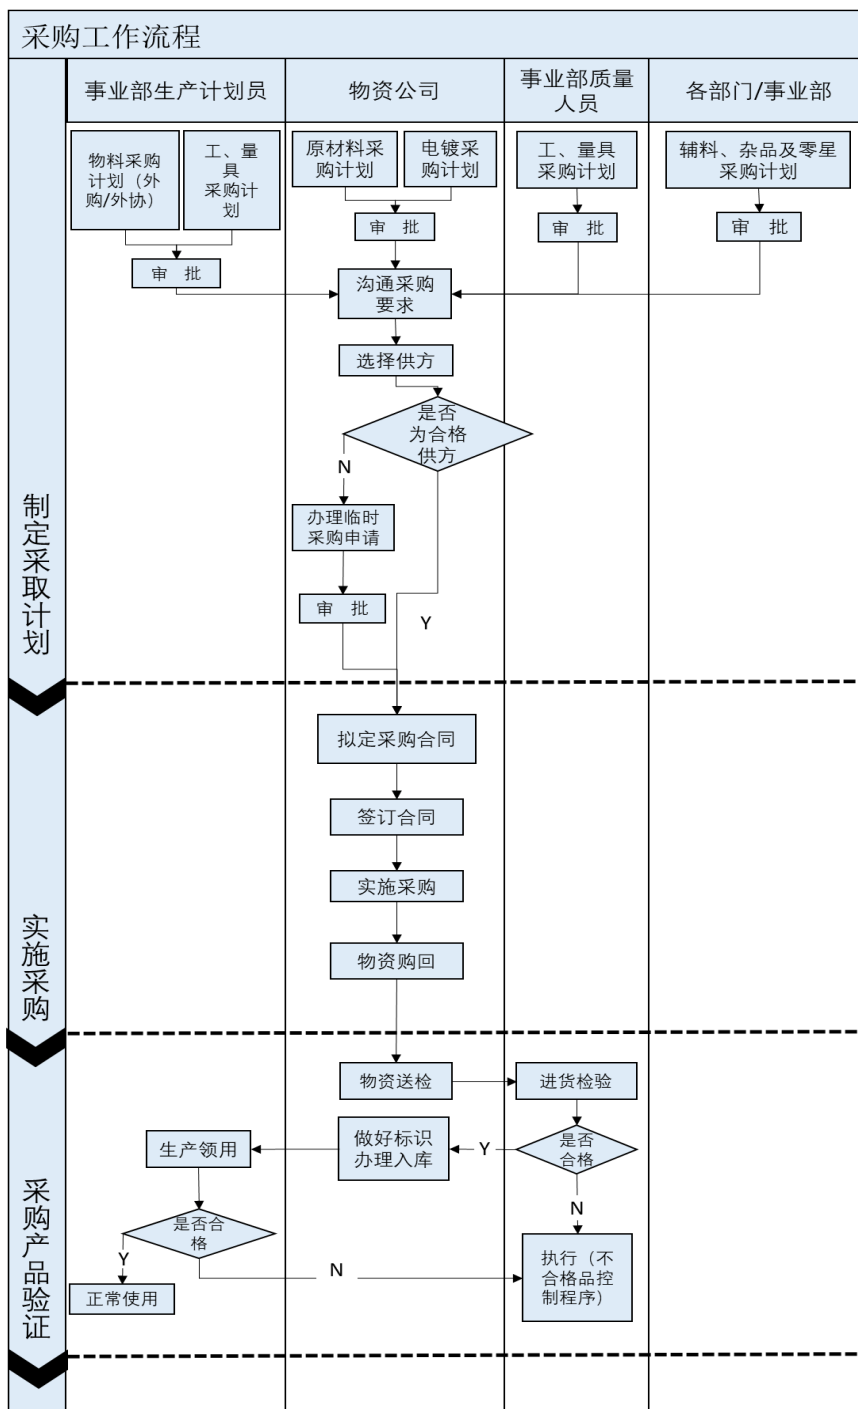 采购工作流程
事业部生产计划员
物资公司
事业部质量
人员
各部门/事业部
物料采购
计划（外
购/外协）
工、量
具
采购计
划
原材料采
购计划
电镀采
购计划
工、量具
采购计划
辅料、杂品及零星
采购计划
审 批
审 批
审 批
审 批
沟通采购
要求
选择供方
是否
为合格
供方
N
办理临时
采购申请
审 批
Y
制定采取计划
拟定采购合同
签订合同
实施采购
物资购回
实施采购
物资送检
进货检验
是否
合格
Y
做好标识
办理入库
生产领用
N
是否合
格
Y
N
正常使用
执行（不
合格品控
制程序）
采购产品验证